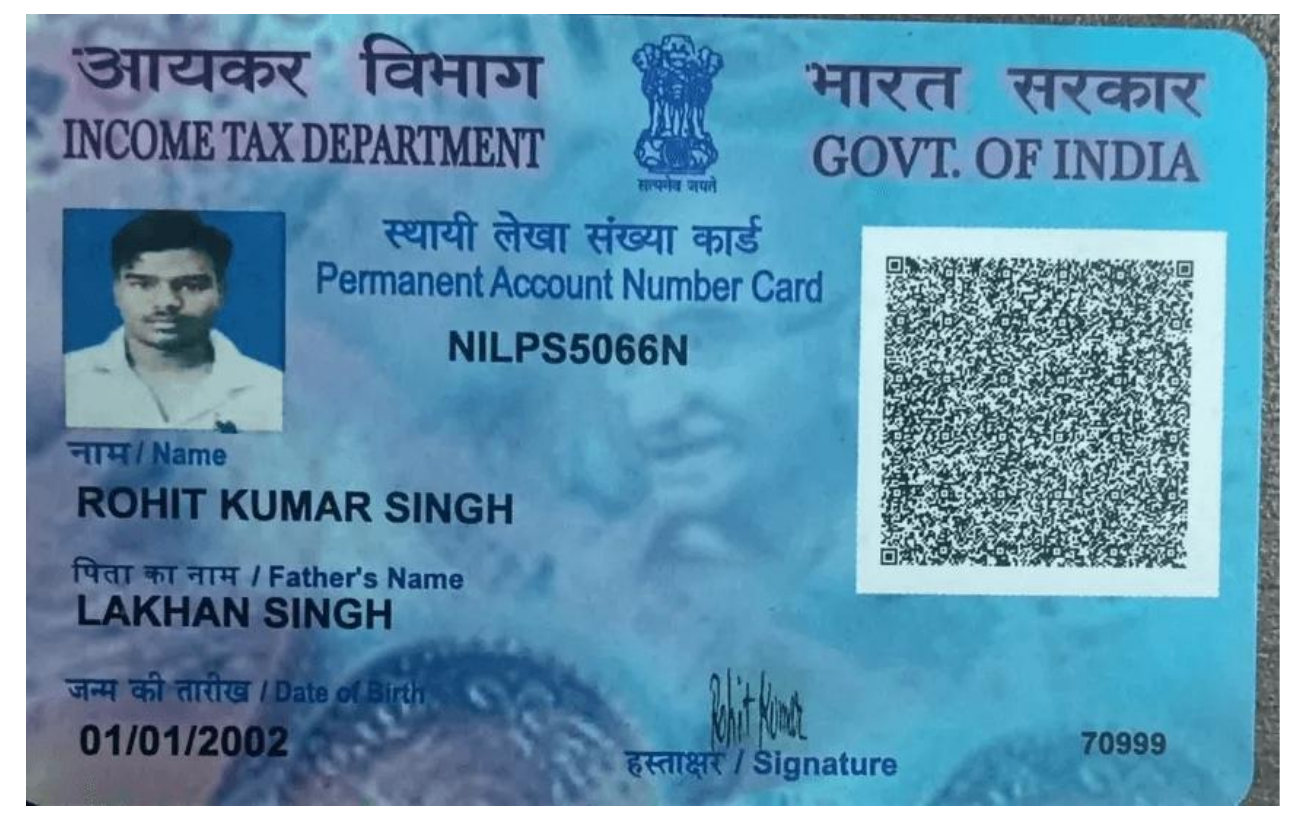 आयकर विभाग
INCOME TAX DEPARTMENT
सत्यमेव जयते
भारत सरकार
GOVT. OF INDIA
स्थायी लेखा संख्या कार्ड
Permanent Account Number Card
NILPS5066N
नाम / Name
ROHIT KUMAR SINGH
पिता का नाम / Father's Name
LAKHAN SINGH
जन्म की तारीख / Date of Birth
01/01/2002
Rohit Kumar
हस्ताक्षर / Signature
70999